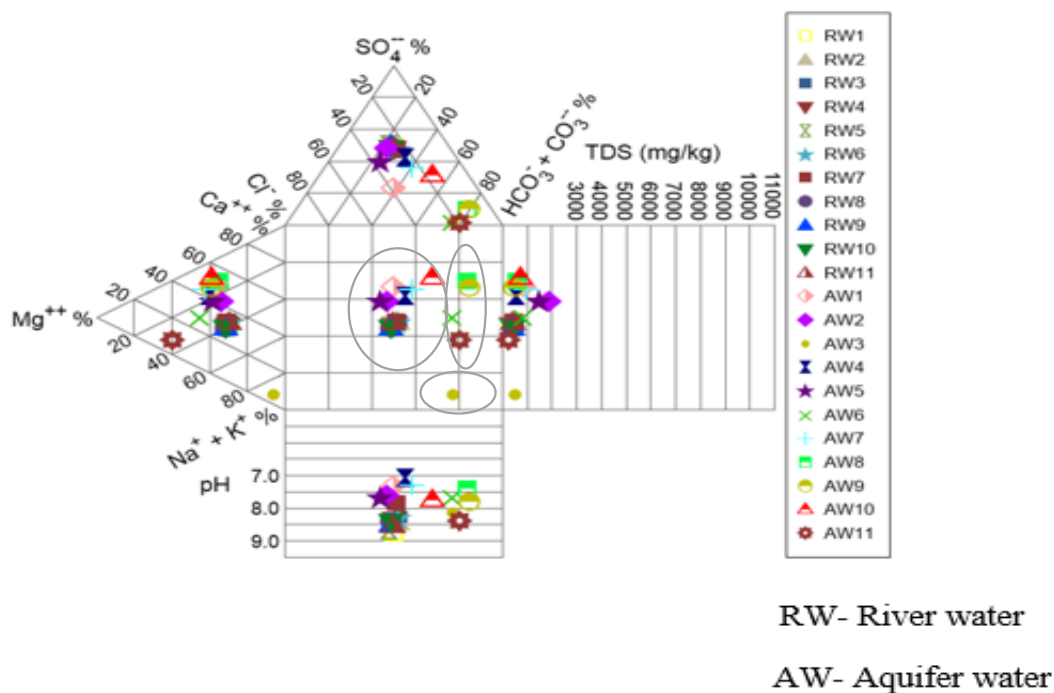 SO4-- %
20
20
40
40
60
60
80
80
Cl- %
HCO3- + CO3-- %
Ca++ %
80
60
40
20
Mg++ %
20
40
60
80
Na+ + K+ %
TDS (mg/kg)
3000
4000
5000
6000
7000
8000
9000
10000
11000
pH
7.0
8.0
9.0
RW1
RW2
RW3
RW4
RW5
RW6
RW7
RW8
RW9
RW10
RW11
AW1
AW2
AW3
AW4
AW5
AW6
AW7
AW8
AW9
AW10
AW11
RW- River water
AW- Aquifer water